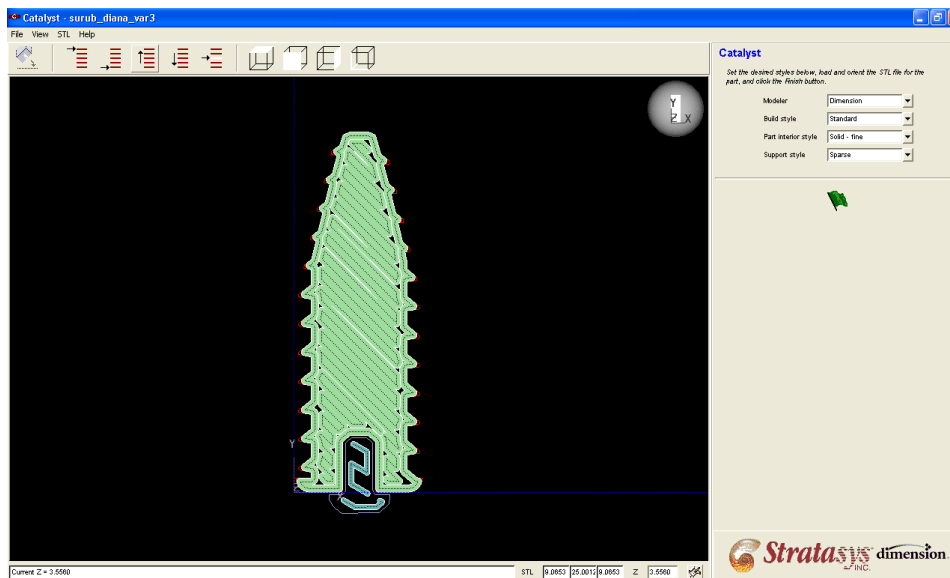 Catalyst - surub_diana_var3
File View STL Help
Catalyst
Set the desired styles below, load and orient the STL file for the
part, and click the Finish button.
Modeler Dimension
Build style Standard
Part interior style Solid - fine
Support style Sparse
Y
Z X
Y
Stratasys dimension
INC.
Current Z = 3.5560 STL 9.0653 25.0012 9.0653 Z 3.5560